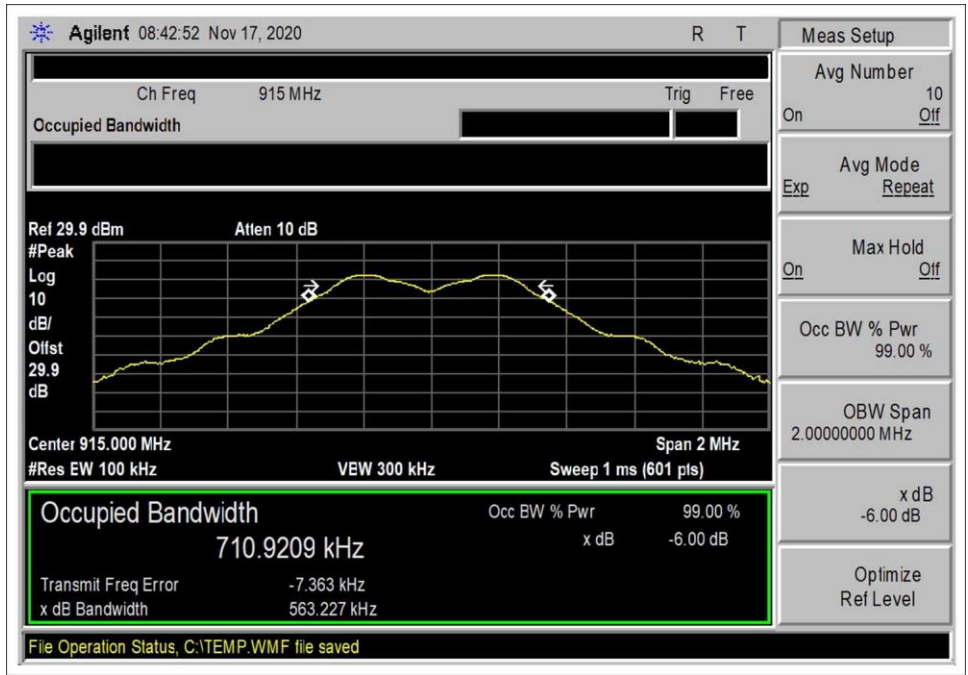 Agilent 08:42:52 Nov 17, 2020 R T
Ch Freq 915 MHz Trig Free
Occupied Bandwidth
Ref 29.9 dBm Atten 10 dB
#Peak
Log
10
dB/
Offst
29.9
dB
Center 915.000 MHz Span 2 MHz
#Res BW 100 kHz VBW 300 kHz Sweep 1 ms (601 pts)
Occupied Bandwidth Occ BW % Pwr 99.00 %
710.9209 kHz x dB -6.00 dB
Transmit Freq Error -7.363 kHz
x dB Bandwidth 563.227 kHz
File Operation Status, C:\TEMP.WMF file saved
Meas Setup
Avg Number
10
On Off
Avg Mode
Exp Repeat
Max Hold
On Off
Occ BW % Pwr
99.00 %
OBW Span
2.00000000 MHz
x dB
-6.00 dB
Optimize
Ref Level